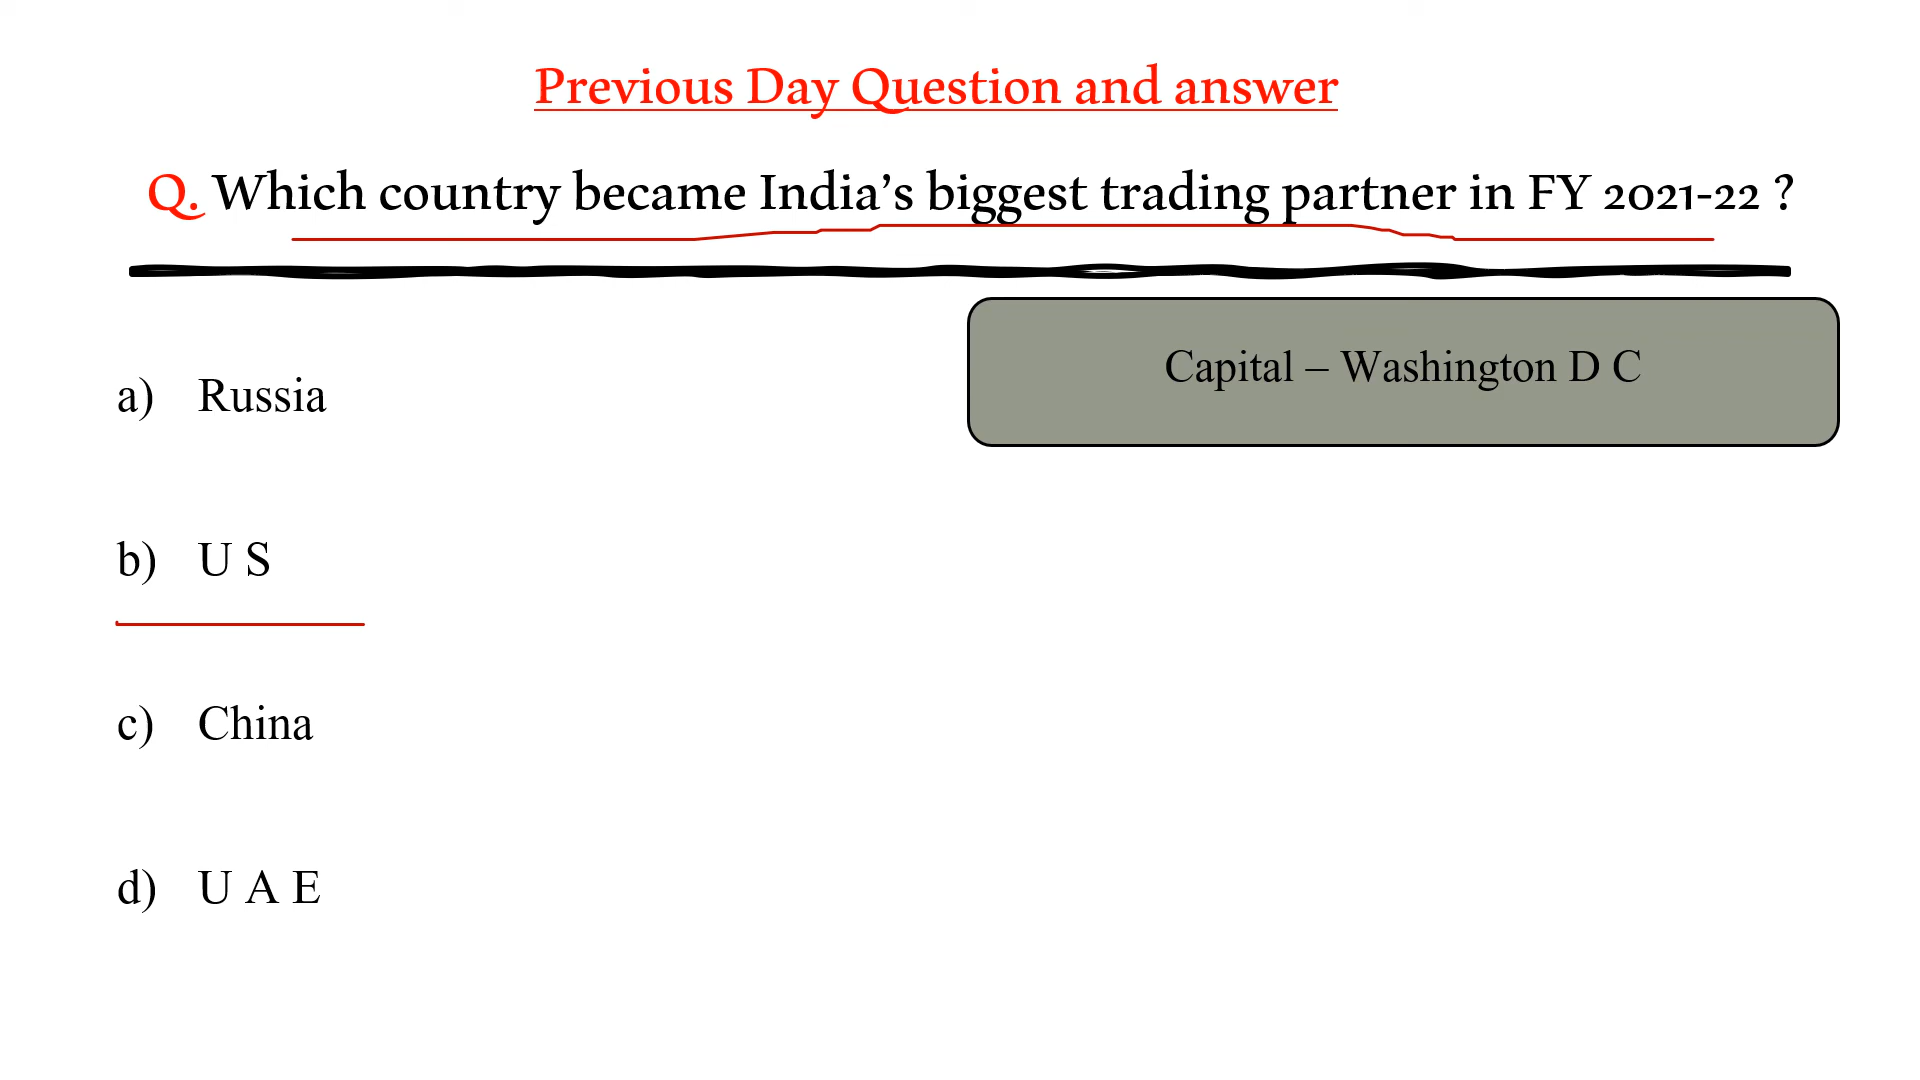 Previous Day Question and answer
Q. Which country became India’s biggest trading partner in FY 2021-22 ?
Capital – Washington D C
a) Russia
b) U S
c) China
d) U A E